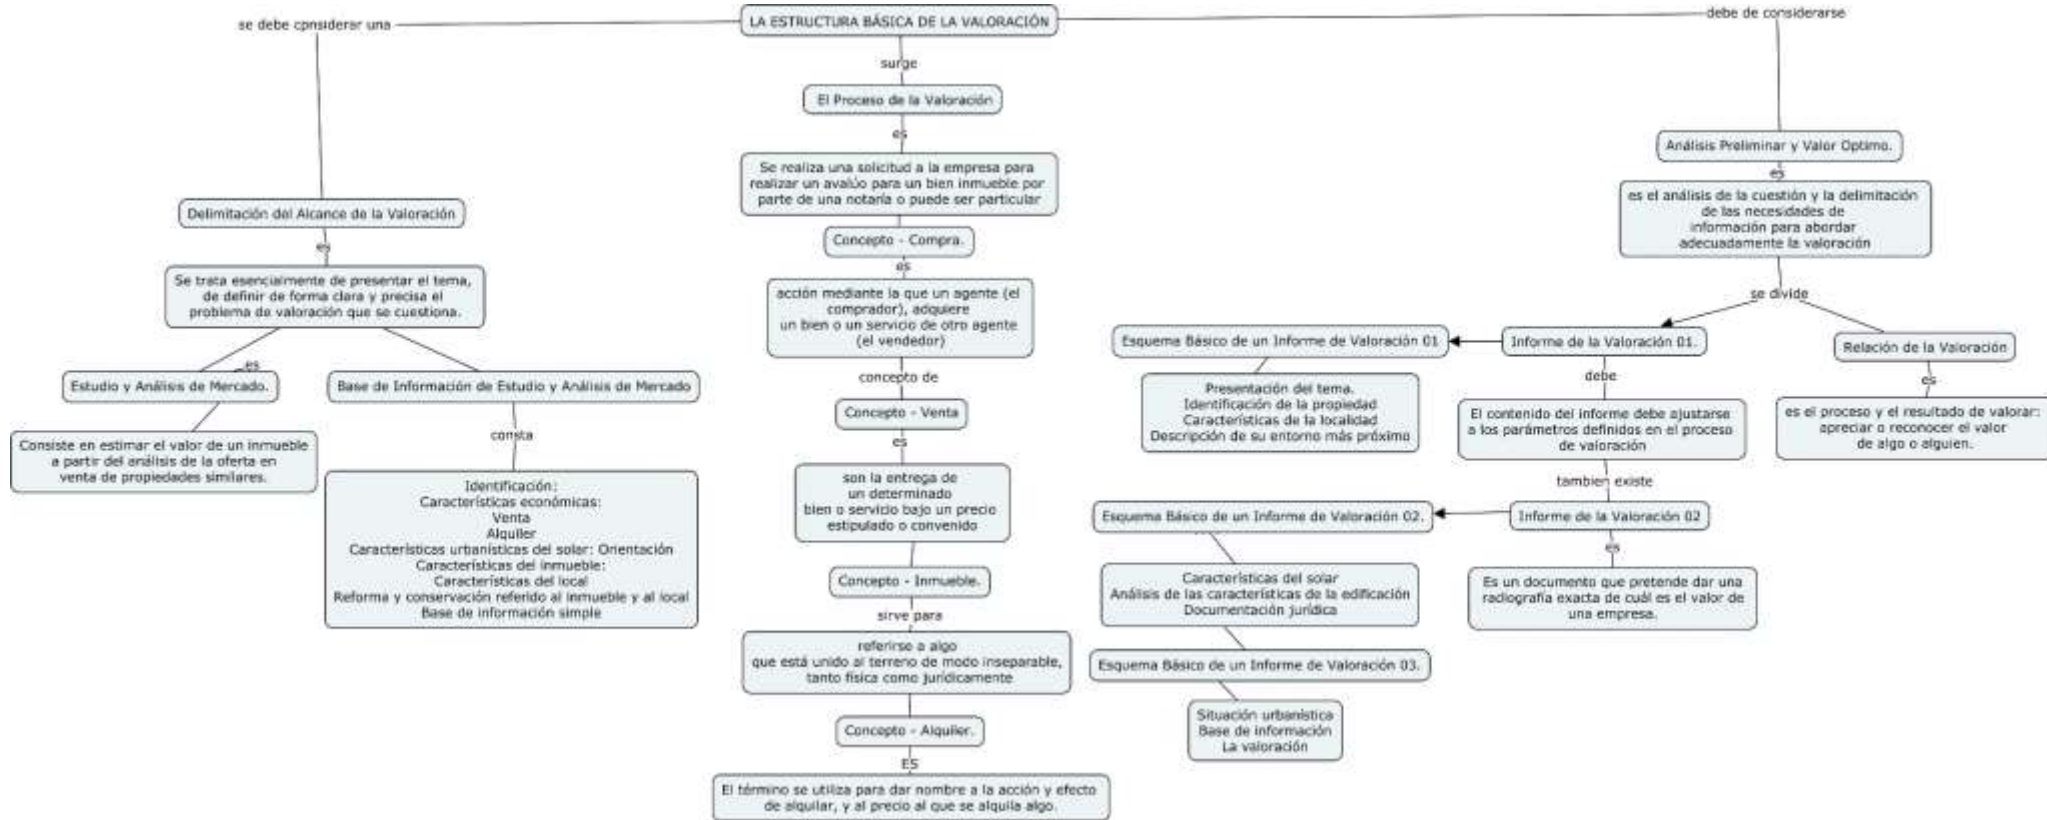 LA ESTRUCTURA BÁSICA DE LA VALORACIÓN
se debe considerar una
Delimitación del Alcance de la Valoración
es
Se trata esencialmente de presentar el tema,
de definir de forma clara y precisa el
problema de valoración que se cuestiona.
es
Estudio y Análisis de Mercado.
Consiste en estimar el valor de un inmueble
a partir del análisis de la oferta en
venta de propiedades similares.
Base de Información de Estudio y Análisis de Mercado
consta
Identificación:
Características económicas:
Venta
Alquiler
Características urbanísticas del solar: Orientación
Características del inmueble:
Características del local
Reforma y conservación referido al inmueble y al local
Base de información simple
surge
El Proceso de la Valoración
es
Se realiza una solicitud a la empresa para
realizar un avalúo para un bien inmueble por
parte de una notaría o puede ser particular
Concepto - Compra.
es
acción mediante la que un agente (el
comprador), adquiere
un bien o un servicio de otro agente
(el vendedor)
concepto de
Concepto - Venta
es
son la entrega de
un determinado
bien o servicio bajo un precio
estipulado o convenido
Concepto - Inmueble.
sirve para
referirse a algo
que está unido al terreno de modo inseparable,
tanto física como jurídicamente
Concepto - Alquiler.
ES
El término se utiliza para dar nombre a la acción y efecto
de alquilar, y al precio al que se alquila algo.
debe de considerarse
Análisis Preliminar y Valor Optimo.
es
es el análisis de la cuestión y la delimitación
de las necesidades de
información para abordar
adecuadamente la valoración
se divide
Informe de la Valoración 01.
Esquema Básico de un Informe de Valoración 01
Presentación del tema.
Identificación de la propiedad
Características de la localidad
Descripción de su entorno más próximo
debe
El contenido del informe debe ajustarse
a los parámetros definidos en el proceso
de valoración
tambien existe
Informe de la Valoración 02
es
Es un documento que pretende dar una
radiografía exacta de cuál es el valor de
una empresa.
Esquema Básico de un Informe de Valoración 02.
Características del solar
Análisis de las características de la edificación
Documentación jurídica
Esquema Básico de un Informe de Valoración 03.
Situación urbanística
Base de información
La valoración
Relación de la Valoración
es
es el proceso y el resultado de valorar:
apreciar o reconocer el valor
de algo o alguien.